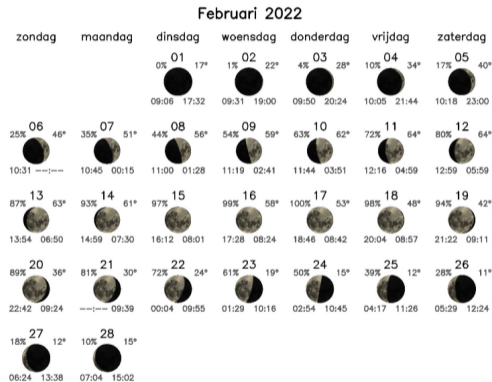 Februari 2022
zondag maandag dinsdag woensdag donderdag vrijdag zaterdag
01 02 03 04 05
0% 17° 1% 22° 4% 28° 10% 34° 17% 40°
09:06 17:32 09:31 19:00 09:50 20:24 10:05 21:44 10:18 23:00
06 07 08 09 10 11 12
25% 46° 35% 51° 44% 56° 54% 59° 63% 62° 72% 64° 80% 64°
10:31 --:-- 10:45 00:15 11:00 01:28 11:19 02:41 11:44 03:51 12:16 04:59 12:59 05:59
13 14 15 16 17 18 19
87% 63° 93% 61° 97% 99% 58° 100% 53° 98% 48° 94% 42°
13:54 06:50 14:59 07:30 16:12 08:01 17:28 08:24 18:46 08:42 20:04 08:57 21:22 09:11
20 21 22 23 24 25 26
89% 36° 81% 30° 72% 24° 61% 19° 50% 15° 39% 12° 28% 11°
22:42 09:24 --:-- 09:39 00:04 09:55 01:29 10:16 02:54 10:45 04:17 11:26 05:29 12:24
27 28
18% 12° 10% 15°
06:24 13:38 07:04 15:02